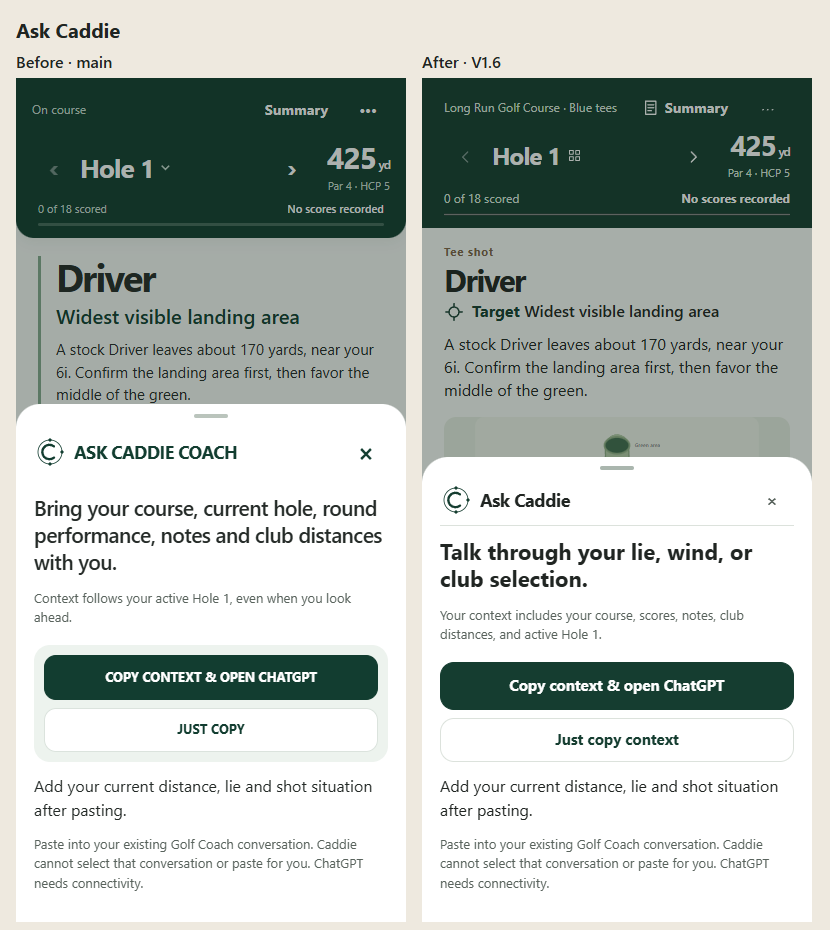 Ask Caddie
Before · main
On course
Summary
•••
‹
Hole 1
›
425 yd
Par 4 · HCP 5
0 of 18 scored
No scores recorded
Driver
Widest visible landing area
A stock Driver leaves about 170 yards, near your
6i. Confirm the landing area first, then favor the
middle of the green.
ASK CADDIE COACH
×
Bring your course, current hole, round
performance, notes and club distances
with you.
Context follows your active Hole 1, even when you look
ahead.
COPY CONTEXT & OPEN CHATGPT
JUST COPY
Add your current distance, lie and shot situation
after pasting.
Paste into your existing Golf Coach conversation. Caddie
cannot select that conversation or paste for you. ChatGPT
needs connectivity.
After · V1.6
Long Run Golf Course · Blue tees
Summary
···
Hole 1
425 yd
Par 4 · HCP 5
0 of 18 scored
No scores recorded
Tee shot
Driver
Target Widest visible landing area
A stock Driver leaves about 170 yards, near your
6i. Confirm the landing area first, then favor the
middle of the green.
Green area
Ask Caddie
×
Talk through your lie, wind, or
club selection.
Your context includes your course, scores, notes, club
distances, and active Hole 1.
Copy context & open ChatGPT
Just copy context
Add your current distance, lie and shot situation
after pasting.
Paste into your existing Golf Coach conversation. Caddie
cannot select that conversation or paste for you. ChatGPT
needs connectivity.